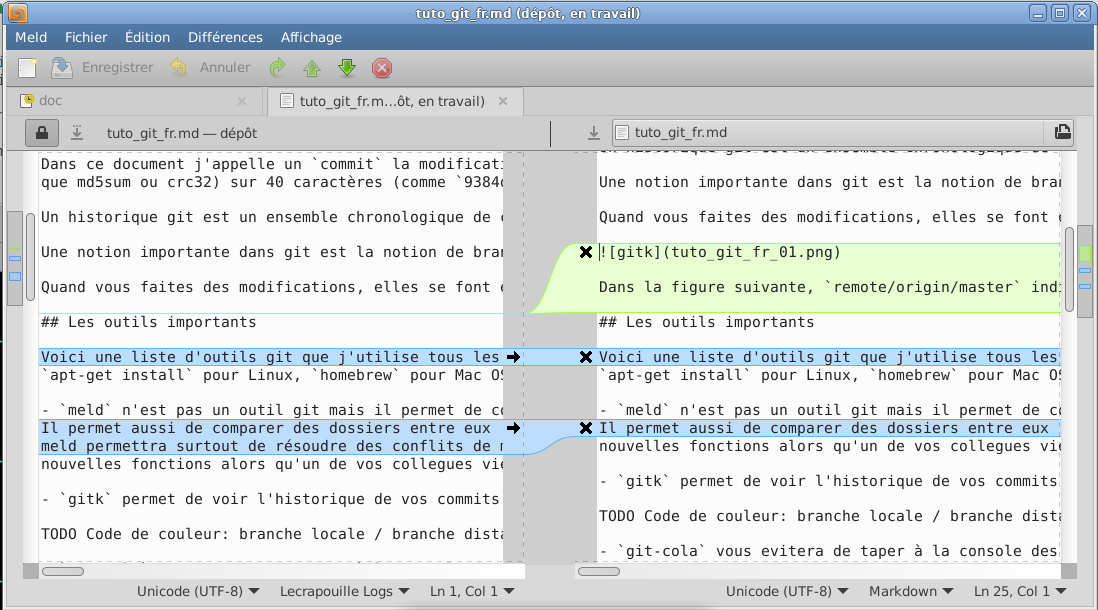 tuto_git_fr.md (dépôt, en travail)
Meld Fichier Édition Différences Affichage
Enregistrer Annuler
doc tuto_git_fr.m...ôt, en travail)
tuto_git_fr.md — dépôt
tuto_git_fr.md
Dans ce document j'appelle un `commit` la modificati
que md5sum ou crc32) sur 40 caractères (comme `9384
Un historique git est un ensemble chronologique de
Une notion importante dans git est la notion de bran
Quand vous faites des modifications, elles se font
## Les outils importants
Voici une liste d'outils git que j'utilise tous les
`apt-get install` pour Linux, `homebrew` pour Mac OS
- `meld` n'est pas un outil git mais il permet de co
Il permet aussi de comparer des dossiers entre eux
meld permettra surtout de résoudre des conflits de m
nouvelles fonctions alors qu'un de vos collegues vie
- `gitk` permet de voir l'historique de vos commits
TODO Code de couleur: branche locale / branche dista
Une notion importante dans git est la notion de bran
Quand vous faites des modifications, elles se font
![gitk](tuto_git_fr_01.png)
Dans la figure suivante, `remote/origin/master` indi
## Les outils importants
Voici une liste d'outils git que j'utilise tous les
`apt-get install` pour Linux, `homebrew` pour Mac OS
- `meld` n'est pas un outil git mais il permet de co
Il permet aussi de comparer des dossiers entre eux
nouvelles fonctions alors qu'un de vos collegues vie
- `gitk` permet de voir l'historique de vos commits
TODO Code de couleur: branche locale / branche dista
- `git-cola` vous evitera de taper à la console des
Unicode (UTF-8) Lecrapouille Logs Ln 1, Col 1
Unicode (UTF-8) Markdown Ln 25, Col 1